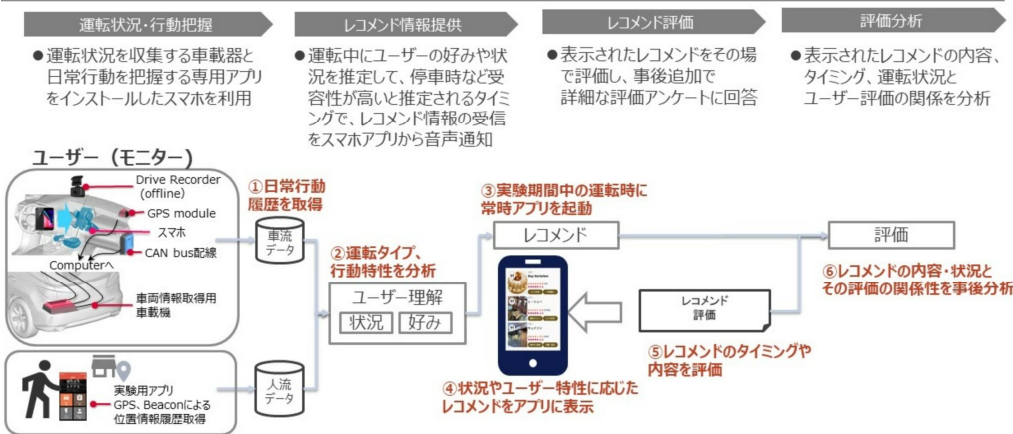 運転状況・行動把握
レコメンド情報提供
レコメンド評価
評価分析
●運転状況を収集する車載器と
日常行動を把握する専用アプリ
をインストールしたスマホを利用
●運転中にユーザーの好みや状
況を推定して、停車時など受
容性が高いと推定されるタイミ
ングで、レコメンド情報の受信
をスマホアプリから音声通知
●表示されたレコメンドをその場
で評価し、事後追加で
詳細な評価アンケートに回答
●表示されたレコメンドの内容、
タイミング、運転状況と
ユーザー評価の関係を分析
ユーザー（モニター）
Drive Recorder
(offline)
GPS module
スマホ
CAN bus配線
Computerへ
車両情報取得用
車載機
実験用アプリ
GPS、Beaconによる
位置情報履歴取得
①日常行動
履歴を取得
車流
データ
人流
データ
②運転タイプ、
行動特性を分析
ユーザー理解
状況
好み
③実験期間中の運転時に
常時アプリを起動
レコメンド
④状況やユーザー特性に応じた
レコメンドをアプリに表示
レコメンド
評価
⑤レコメンドのタイミングや
内容を評価
評価
⑥レコメンドの内容・状況と
その評価の関係性を事後分析